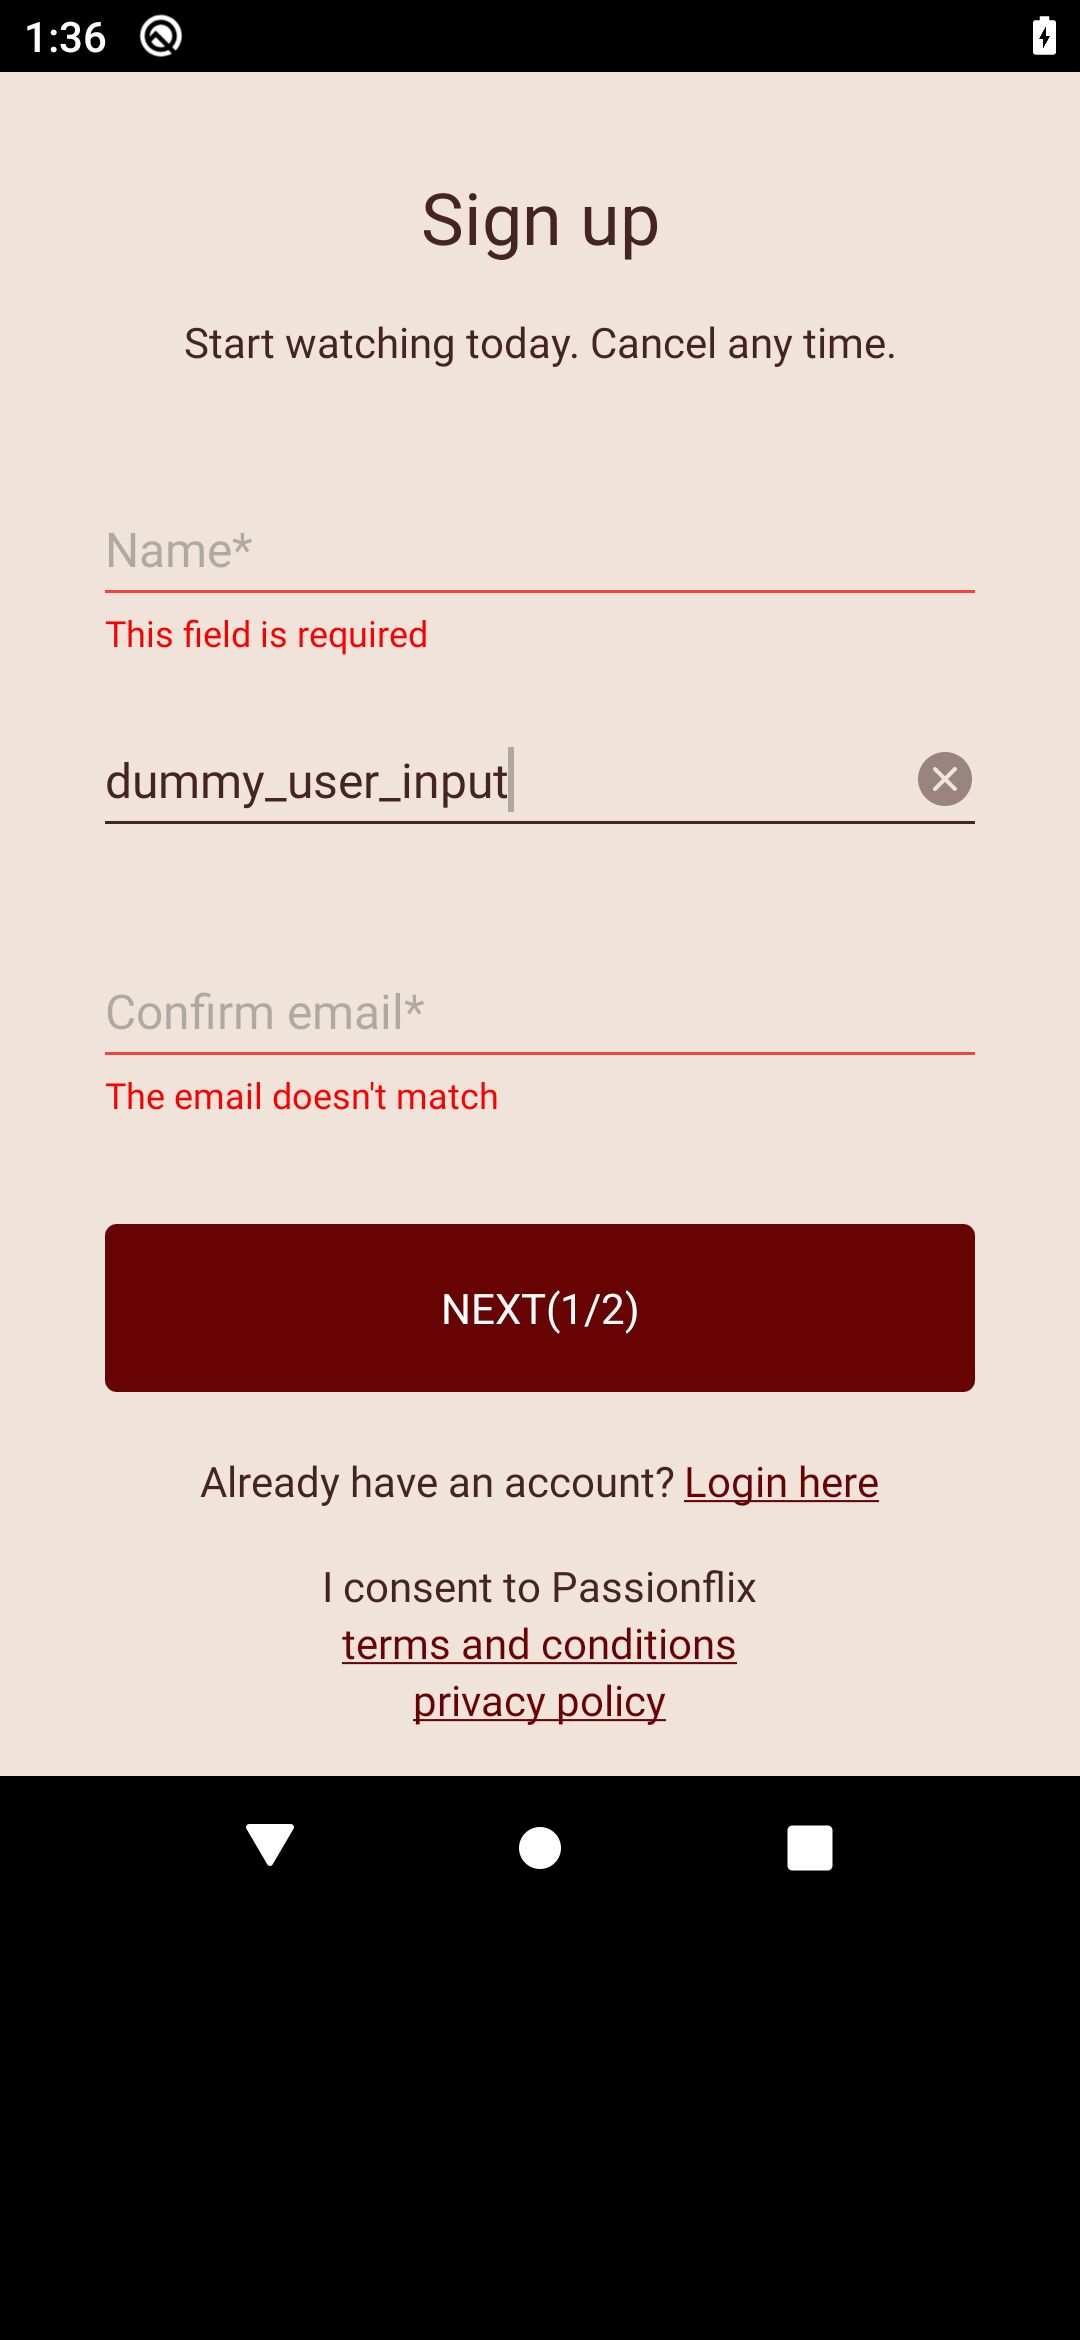 1:36
Sign up
Start watching today. Cancel any time.
Name*
This field is required
dummy_user_input
Confirm email*
The email doesn't match
NEXT(1/2)
Already have an account? Login here
I consent to Passionflix
terms and conditions
privacy policy